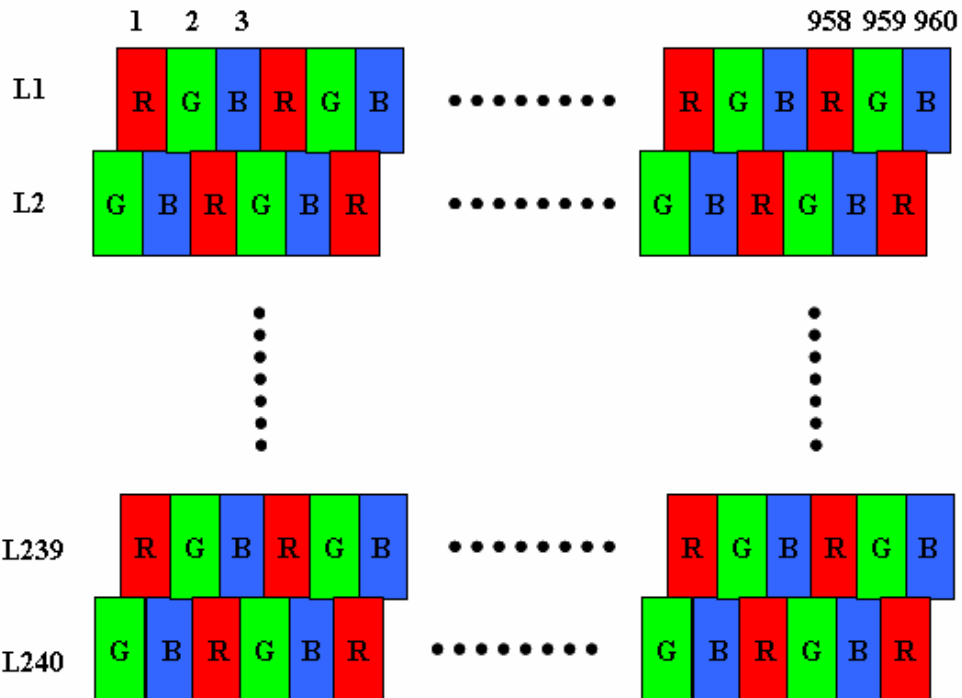 1 2 3 958 959 960
L1 R G B R G B R G B R G B
L2 G B R G B R G B R G B R
L239 R G B R G B R G B R G B
L240 G B R G B R G B R G B R